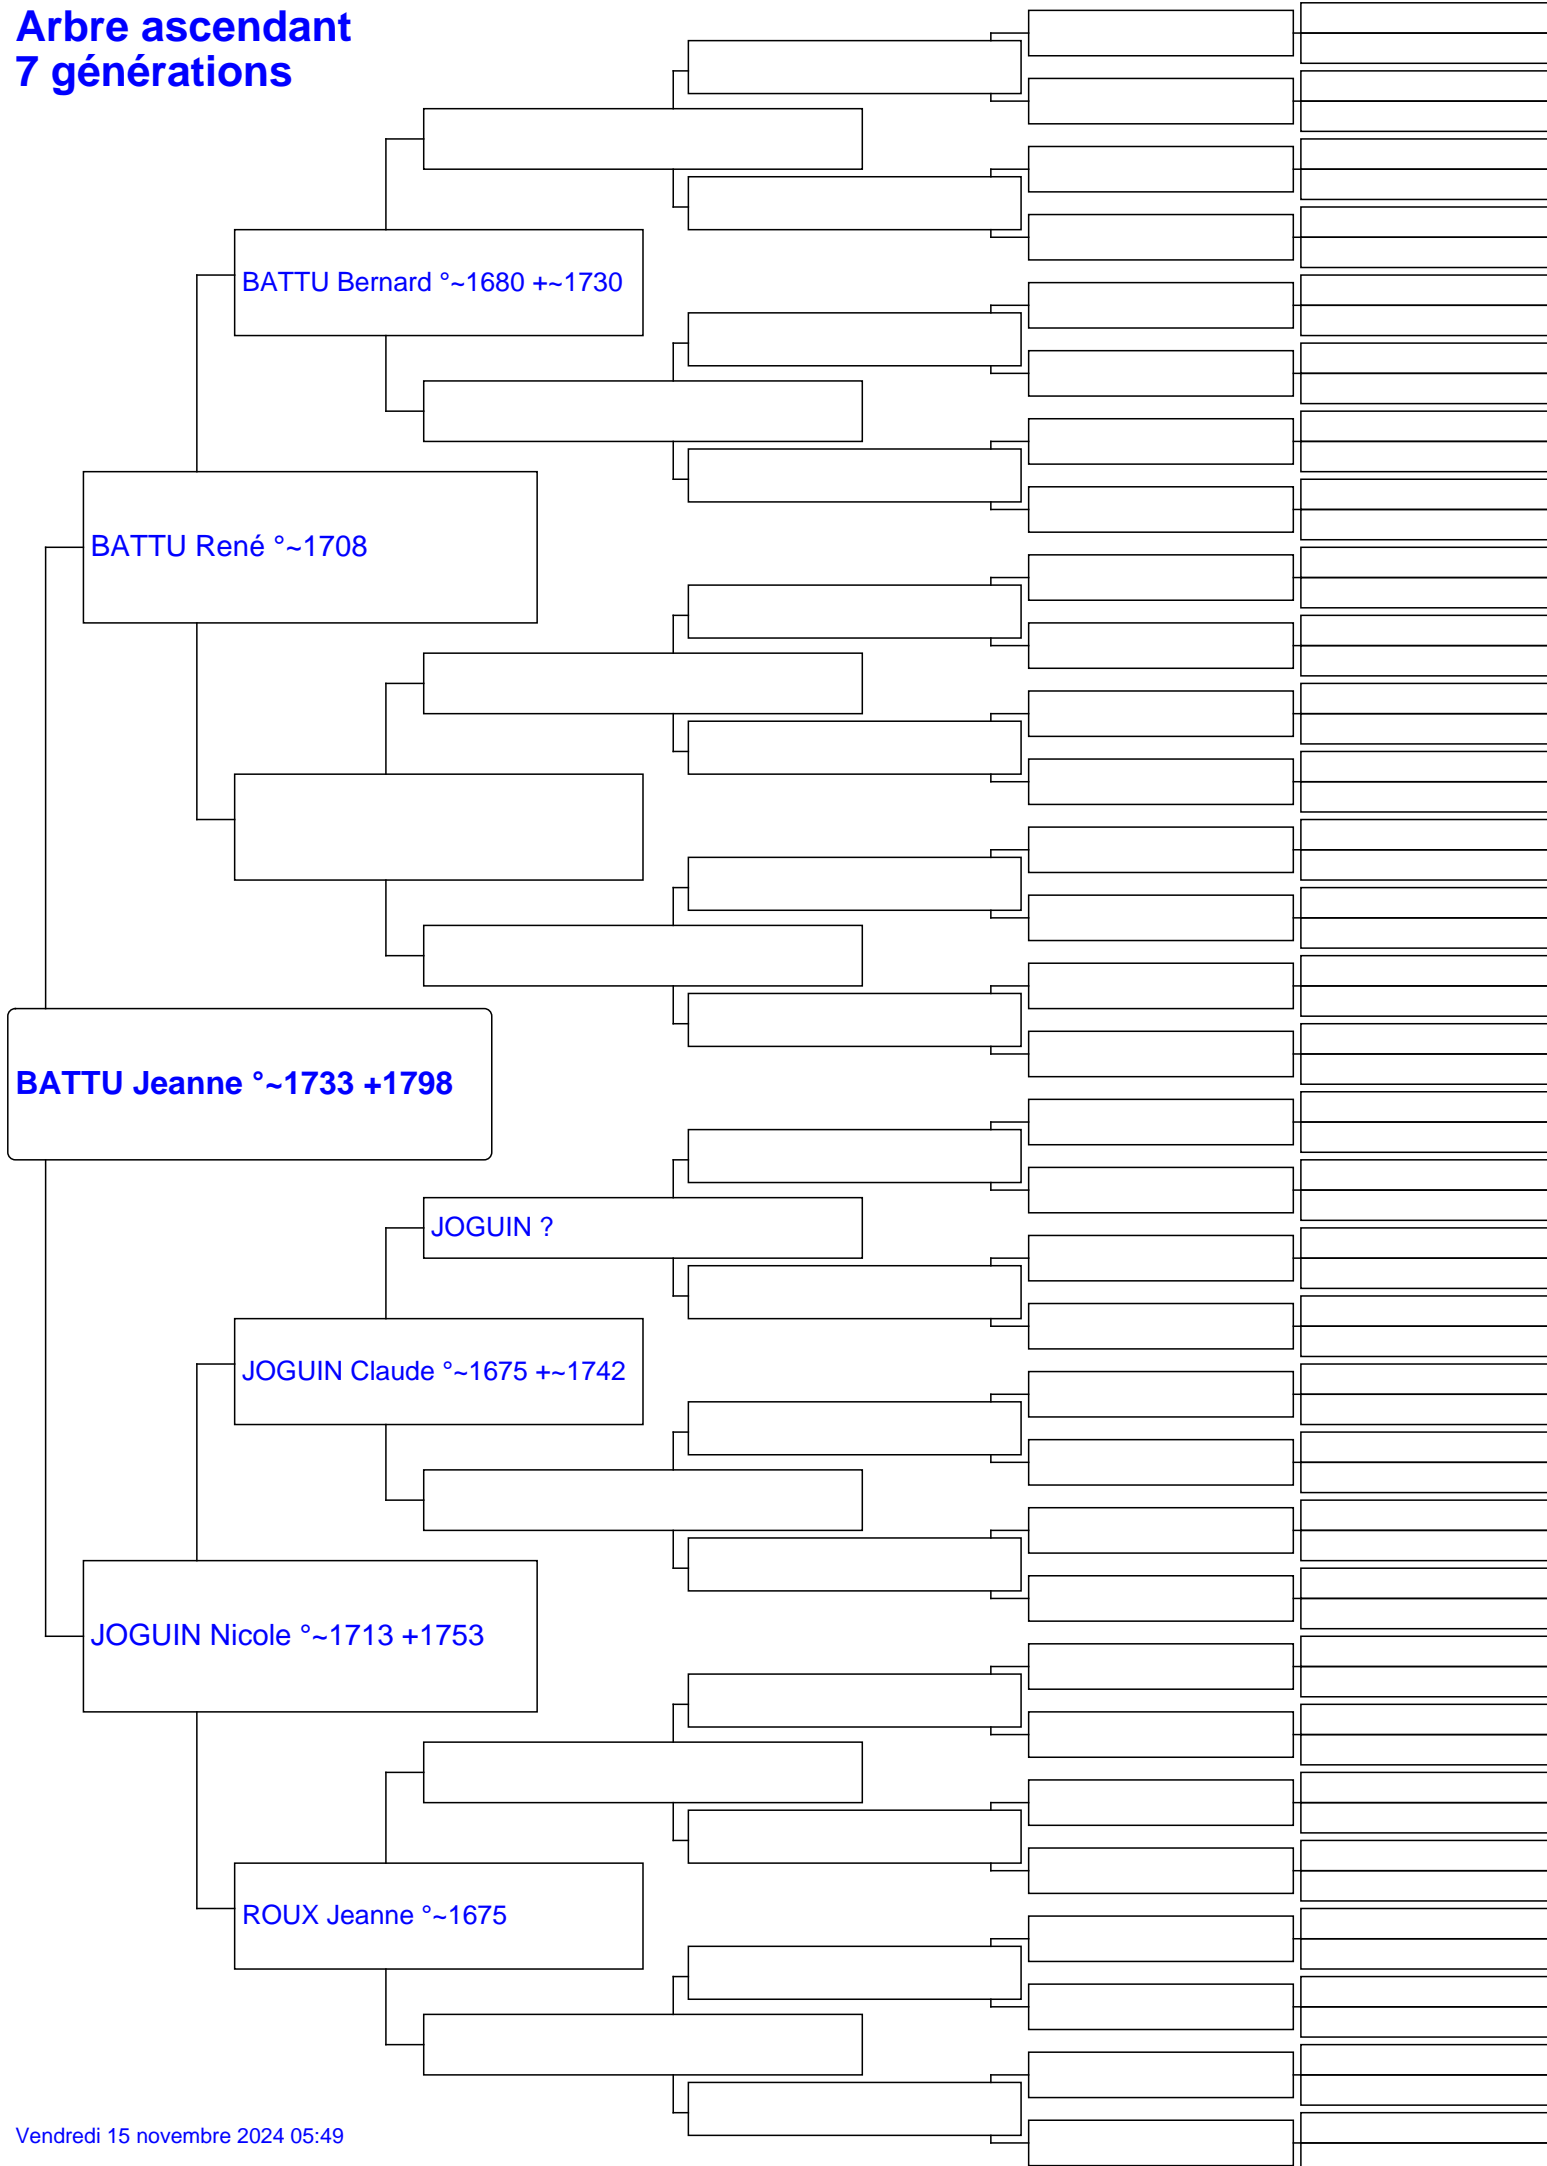 Arbre ascendant
7 générations
BATTU Bernard °~1680 +~1730
BATTU René °~1708
BATTU Jeanne °~1733 +1798
JOGUIN ?
JOGUIN Claude °~1675 +~1742
JOGUIN Nicole °~1713 +1753
ROUX Jeanne °~1675
Vendredi 15 novembre 2024 05:49